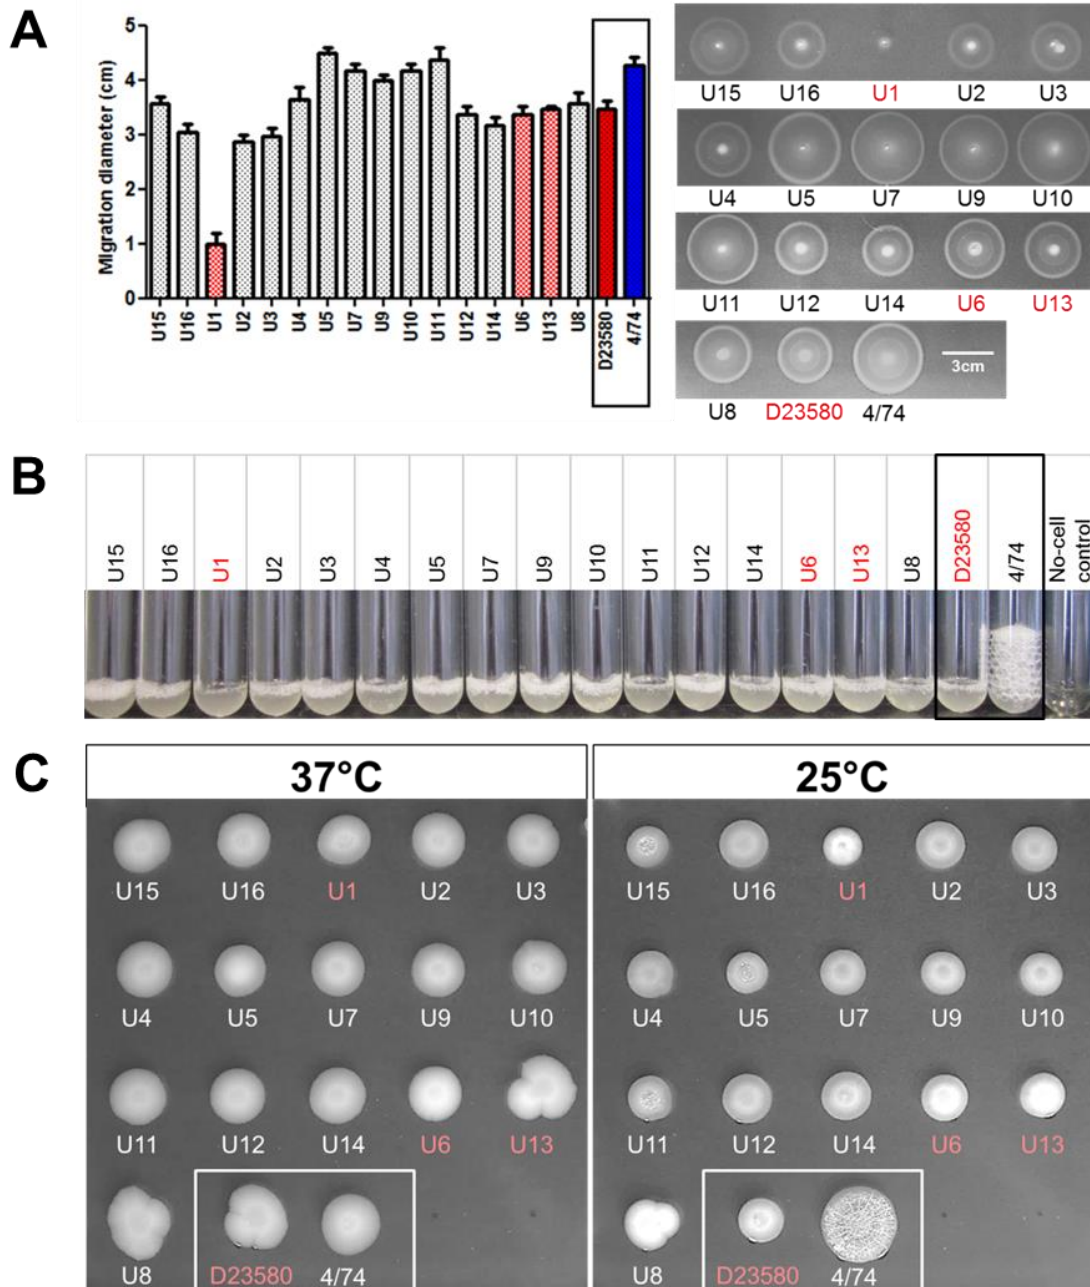 A
Migration diameter (cm)
5
4
3
2
1
0
U15 U16 U1 U2 U3 U4 U5 U7 U9 U10 U11 U12 U14 U6 U13 U8 D23580 4/74
U15 U16 U1 U2 U3
U4 U5 U7 U9 U10
U11 U12 U14 U6 U13
3cm
U8 D23580 4/74
B
U15 U16 U1 U2 U3 U4 U5 U7 U9 U10 U11 U12 U14 U6 U13 U8 D23580 4/74 No-cell
control
C
37°C
U15 U16 U1 U2 U3
U4 U5 U7 U9 U10
U11 U12 U14 U6 U13
U8 D23580 4/74
25°C
U15 U16 U1 U2 U3
U4 U5 U7 U9 U10
U11 U12 U14 U6 U13
U8 D23580 4/74